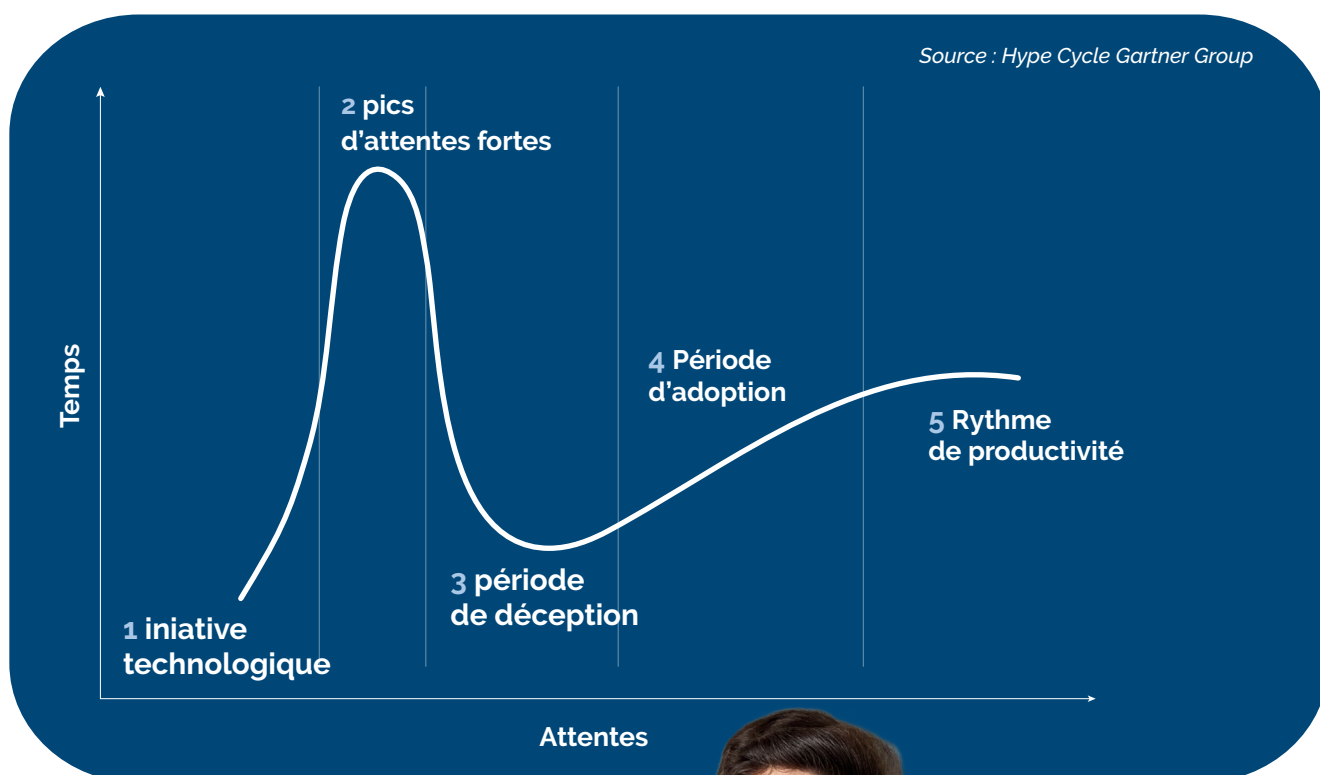 Source : Hype Cycle Gartner Group
2 pics
d'attentes fortes
Temps
4 Période
d'adoption
5 Rythme
de productivité
3 période
de déception
1 iniative
technologique
Attentes